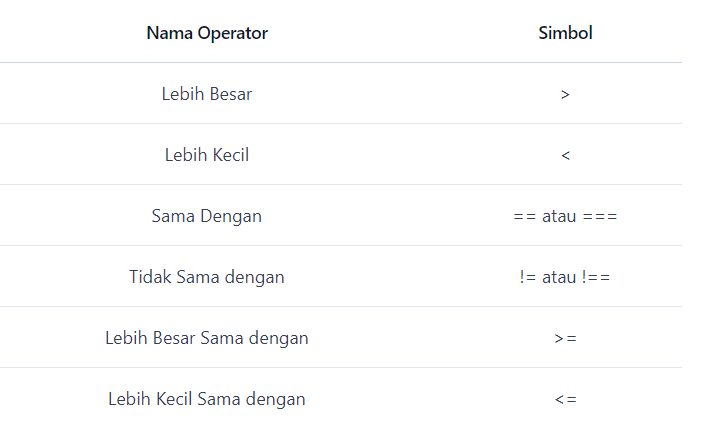 Nama Operator Simbol
Lebih Besar >
Lebih Kecil <
Sama Dengan == atau ===
Tidak Sama dengan != atau !==
Lebih Besar Sama dengan >=
Lebih Kecil Sama dengan <=